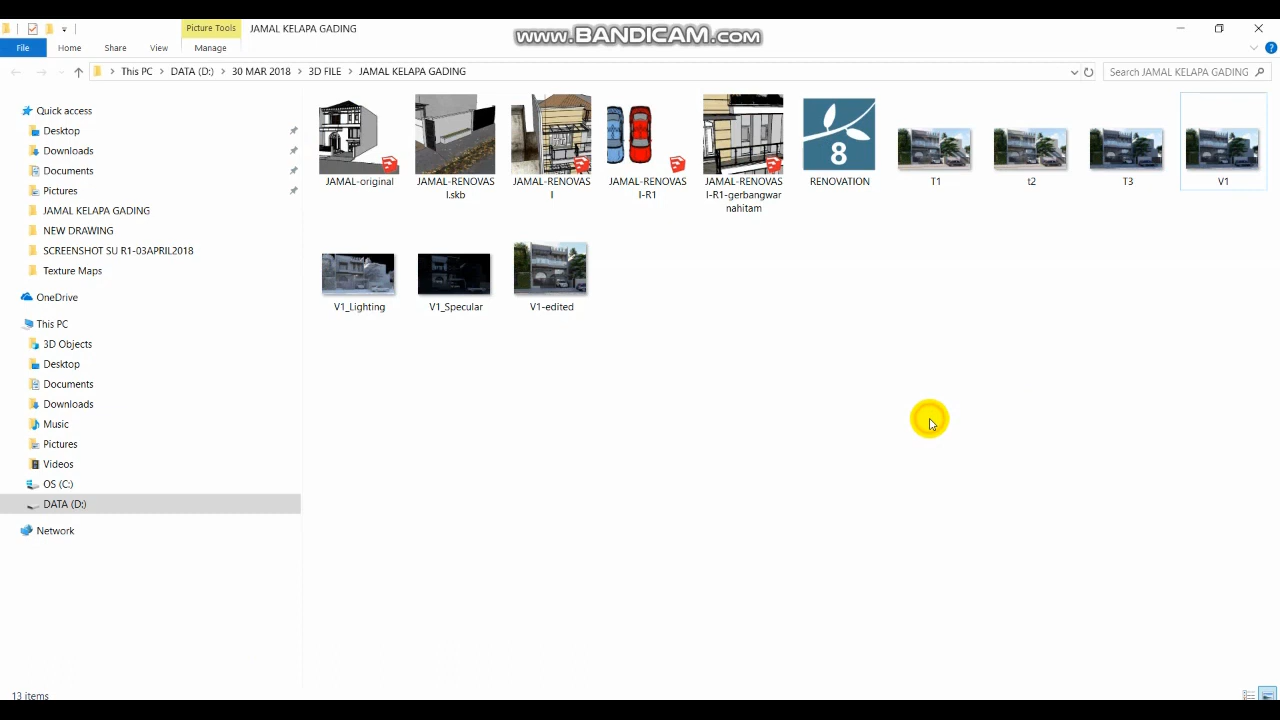 Picture Tools
JAMAL KELAPA GADING
www.BANDICAM.com
File
Home
Share
View
Manage
This PC
DATA (D:)
30 MAR 2018
3D FILE
JAMAL KELAPA GADING
Search JAMAL KELAPA GADING
Quick access
Desktop
Downloads
Documents
Pictures
JAMAL KELAPA GADING
NEW DRAWING
SCREENSHOT SU R1-03APRIL2018
Texture Maps
OneDrive
This PC
3D Objects
Desktop
Documents
Downloads
Music
Pictures
Videos
OS (C:)
DATA (D:)
Network
8
JAMAL-original
JAMAL-RENOVAS
I.skb
JAMAL-RENOVAS
I
JAMAL-RENOVAS
I-R1
JAMAL-RENOVAS
I-R1-gerbangwar
nahitam
RENOVATION
T1
t2
T3
V1
V1_Lighting
V1_Specular
V1-edited
13 items